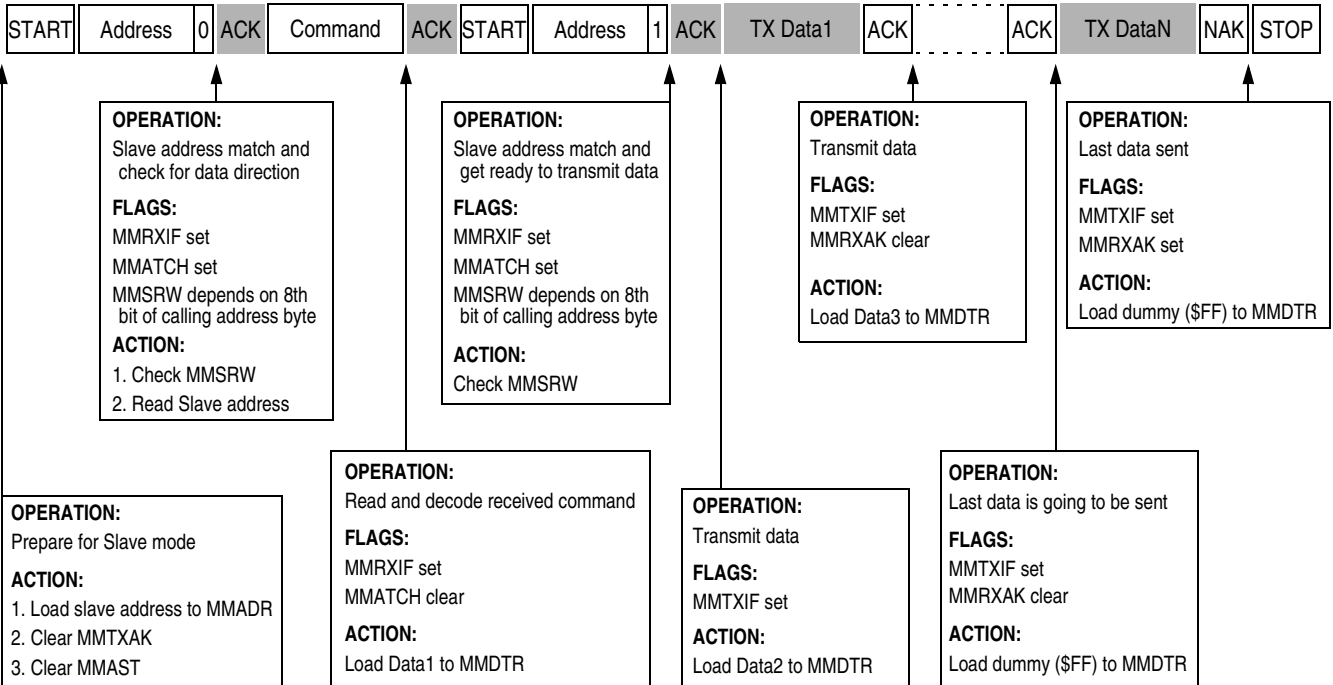 START Address 0 ACK Command ACK START Address 1 ACK TX Data1 ACK ACK TX DataN NAK STOP
OPERATION:
Slave address match and
check for data direction
FLAGS:
MMRXIF set
MMATCH set
MMSRW depends on 8th
bit of calling address byte
ACTION:
1. Check MMSRW
2. Read Slave address
OPERATION:
Slave address match and
get ready to transmit data
FLAGS:
MMRXIF set
MMATCH set
MMSRW depends on 8th
bit of calling address byte
ACTION:
Check MMSRW
OPERATION:
Transmit data
FLAGS:
MMTXIF set
MMRXAK clear
ACTION:
Load Data3 to MMDTR
OPERATION:
Last data sent
FLAGS:
MMTXIF set
MMRXAK set
ACTION:
Load dummy ($FF) to MMDTR
OPERATION:
Prepare for Slave mode
ACTION:
1. Load slave address to MMADR
2. Clear MMTXAK
3. Clear MMAST
OPERATION:
Read and decode received command
FLAGS:
MMRXIF set
MMATCH clear
ACTION:
Load Data1 to MMDTR
OPERATION:
Transmit data
FLAGS:
MMTXIF set
ACTION:
Load Data2 to MMDTR
OPERATION:
Last data is going to be sent
FLAGS:
MMTXIF set
MMRXAK clear
ACTION:
Load dummy ($FF) to MMDTR